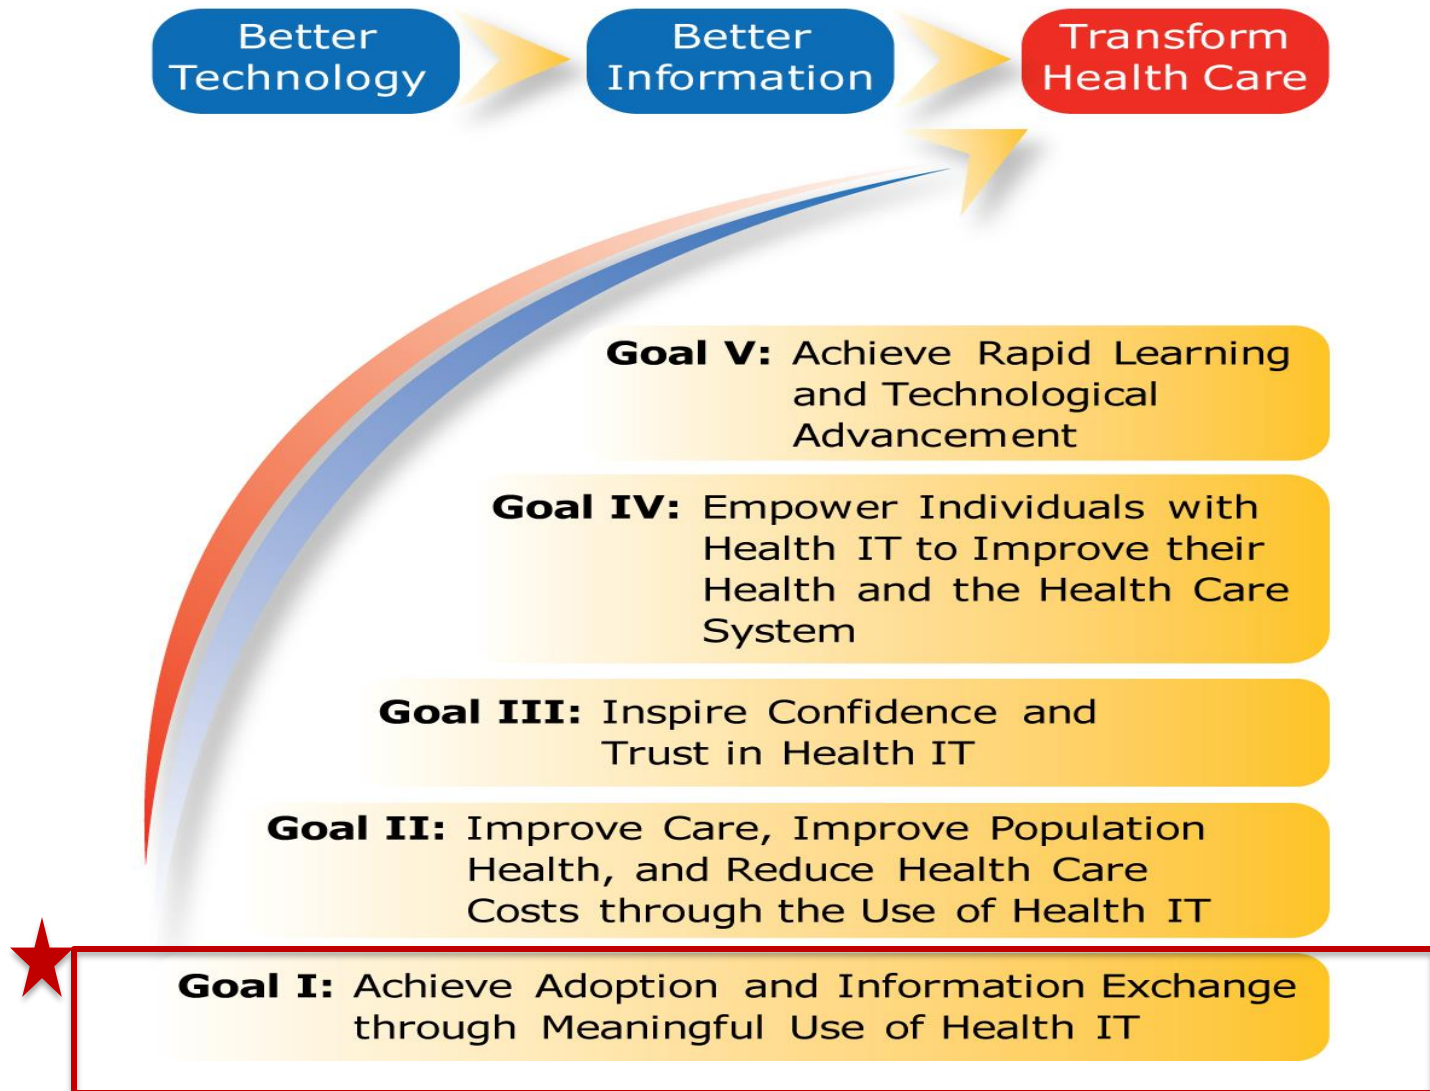 Better
Technology
Better
Information
Transform
Health Care
Goal V: Achieve Rapid Learning
and Technological
Advancement
Goal IV: Empower Individuals with
Health IT to Improve their
Health and the Health Care
System
Goal III: Inspire Confidence and
Trust in Health IT
Goal II: Improve Care, Improve Population
Health, and Reduce Health Care
Costs through the Use of Health IT
Goal I: Achieve Adoption and Information Exchange
through Meaningful Use of Health IT